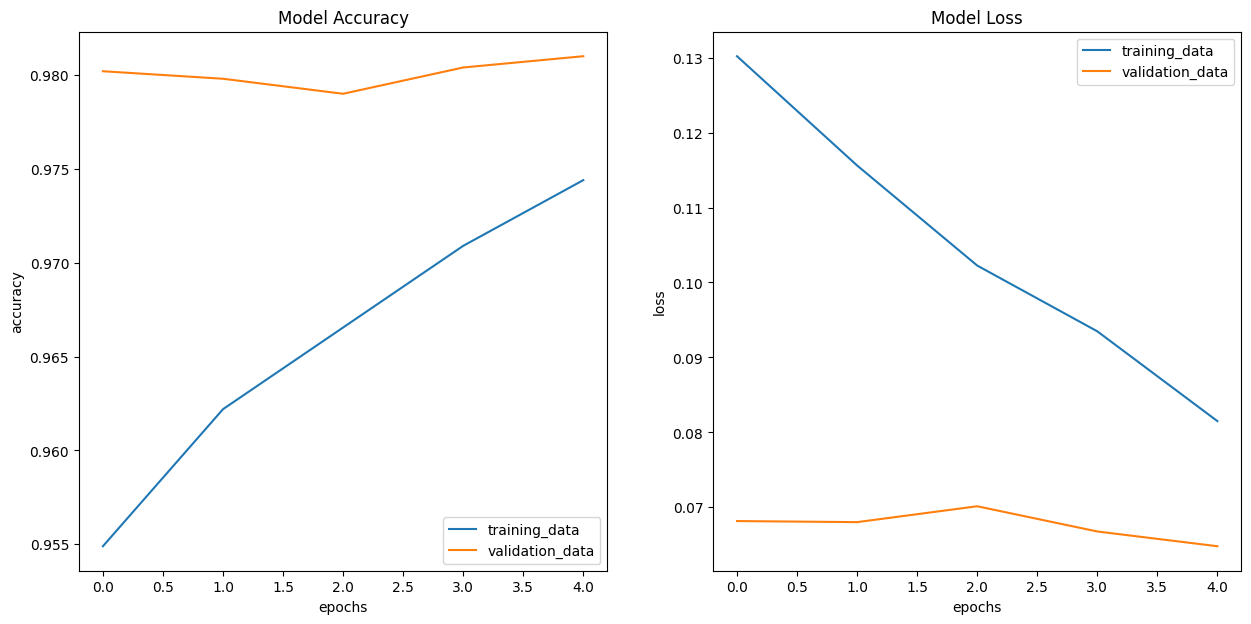 Model Accuracy
0.980
0.975
0.970
0.965
0.960
0.955
accuracy
0.0 0.5 1.0 1.5 2.0 2.5 3.0 3.5 4.0
epochs
training_data
validation_data
Model Loss
0.13
0.12
0.11
0.10
0.09
0.08
0.07
loss
0.0 0.5 1.0 1.5 2.0 2.5 3.0 3.5 4.0
epochs
training_data
validation_data